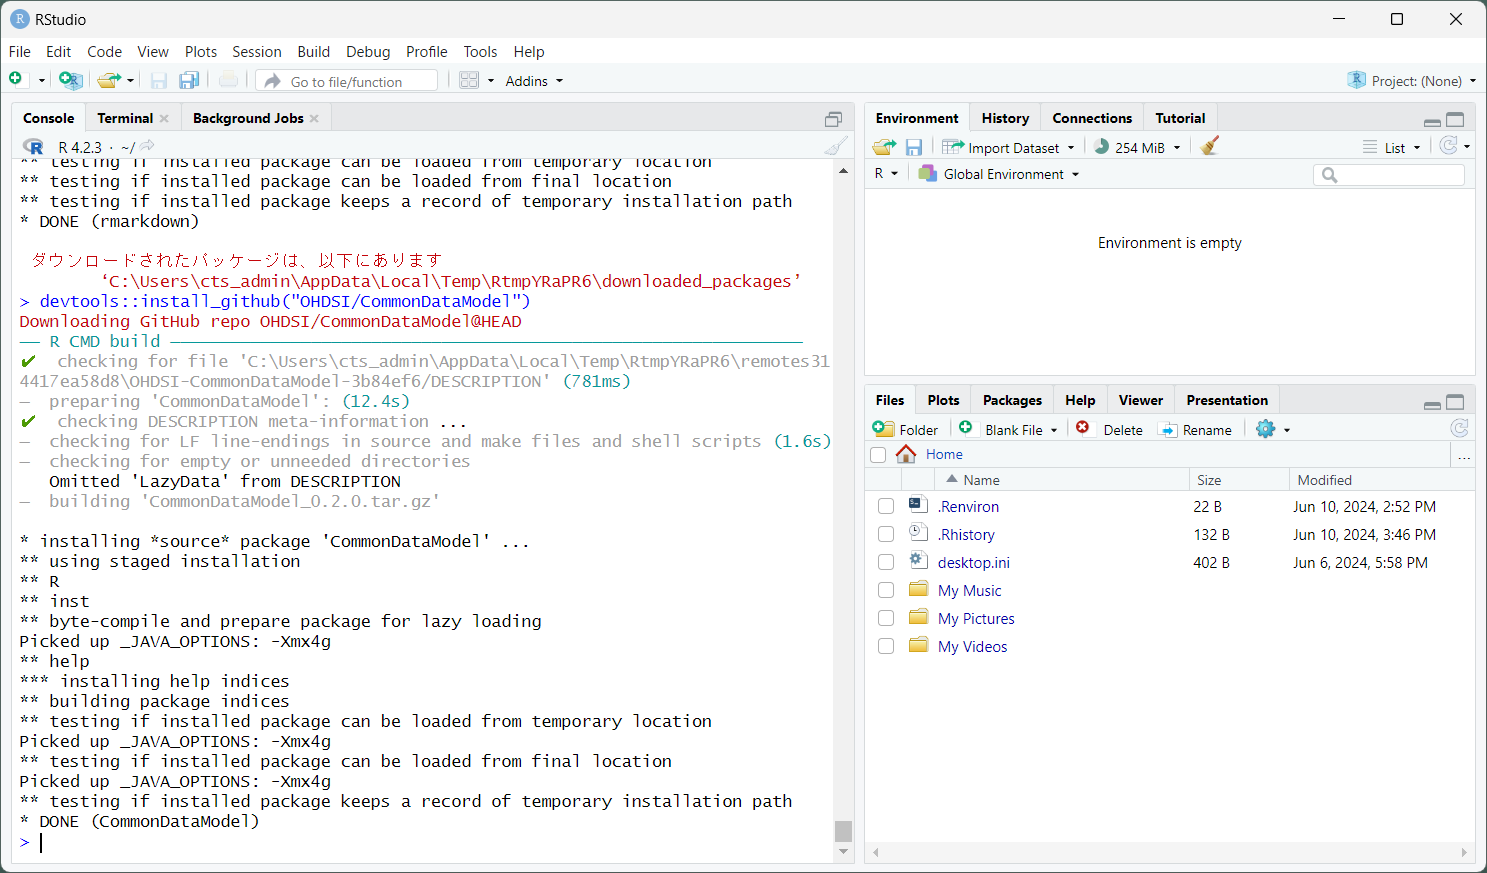 RStudio
File Edit Code View Plots Session Build Debug Profile Tools Help
Go to file/function Addins Project: (None)
Console Terminal Background Jobs
R 4.2.3 · ~/
** testing if installed package can be loaded from temporary location
** testing if installed package can be loaded from final location
** testing if installed package keeps a record of temporary installation path
* DONE (rmarkdown)
ダウンロードされたパッケージは、以下にあります
‘C:\Users\cts_admin\AppData\Local\Temp\RtmpYRaPR6\downloaded_packages’
> devtools::install_github("OHDSI/CommonDataModel")
Downloading GitHub repo OHDSI/CommonDataModel@HEAD
── R CMD build ───────────────────────────────────────────────────────────────
✔  checking for file 'C:\Users\cts_admin\AppData\Local\Temp\RtmpYRaPR6\remotes31
4417ea58d8\OHDSI-CommonDataModel-3b84ef6/DESCRIPTION' (781ms)
─  preparing 'CommonDataModel': (12.4s)
✔  checking DESCRIPTION meta-information ...
─  checking for LF line-endings in source and make files and shell scripts (1.6s)
─  checking for empty or unneeded directories
Omitted 'LazyData' from DESCRIPTION
─  building 'CommonDataModel_0.2.0.tar.gz'
* installing *source* package 'CommonDataModel' ...
** using staged installation
** R
** inst
** byte-compile and prepare package for lazy loading
Picked up _JAVA_OPTIONS: -Xmx4g
** help
*** installing help indices
** building package indices
** testing if installed package can be loaded from temporary location
Picked up _JAVA_OPTIONS: -Xmx4g
** testing if installed package can be loaded from final location
Picked up _JAVA_OPTIONS: -Xmx4g
** testing if installed package keeps a record of temporary installation path
* DONE (CommonDataModel)
>
Environment History Connections Tutorial
Import Dataset 254 MiB List
R Global Environment
Environment is empty
Files Plots Packages Help Viewer Presentation
Folder Blank File Delete Rename
Home ...
Name Size Modified
.Renviron 22 B Jun 10, 2024, 2:52 PM
.Rhistory 132 B Jun 10, 2024, 3:46 PM
desktop.ini 402 B Jun 6, 2024, 5:58 PM
My Music
My Pictures
My Videos